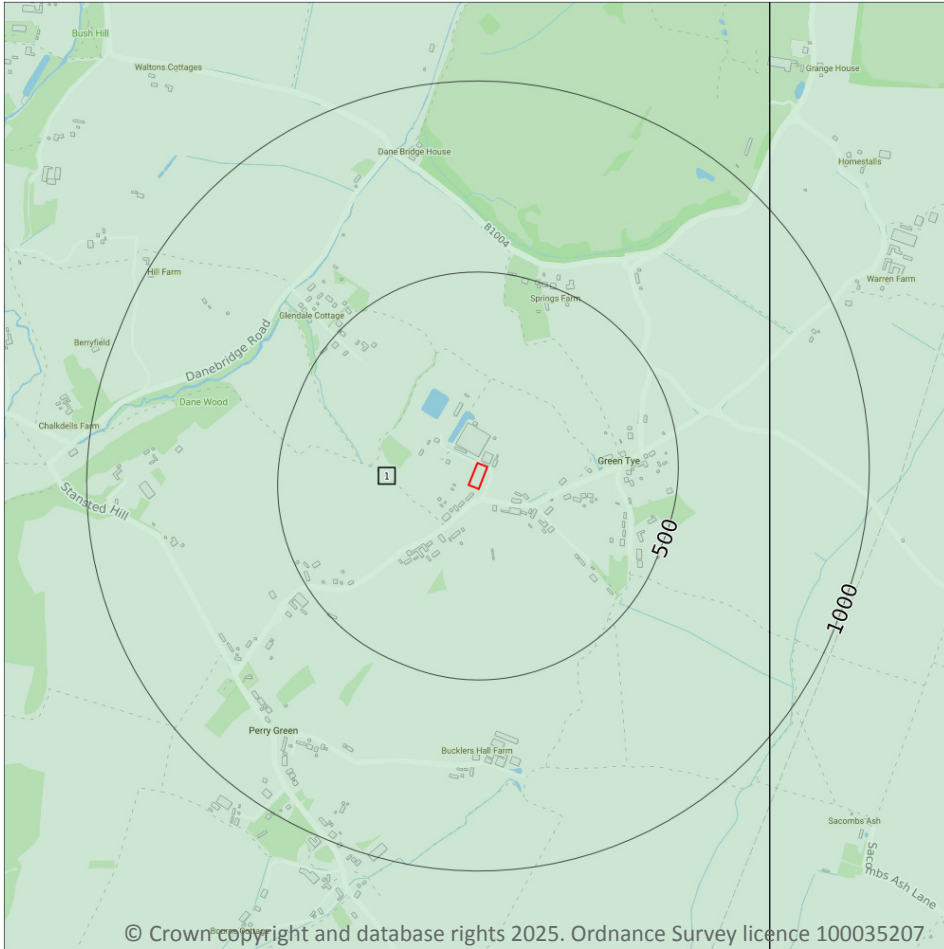 Bush Hill
Waltons Cottages
Grange House
Dane Bridge House
Homestalls
B1004
Hill Farm
Warren Farm
Springs Farm
Glendale Cottage
Danebridge Road
Berryfield
Dane Wood
Chalkdells Farm
Green Tye
1
Stansted Hill
500
1000
Perry Green
Bucklers Hall Farm
Sacombs Ash
Sacombs Ash Lane
Bourne Cottage
© Crown copyright and database rights 2025. Ordnance Survey licence 100035207.